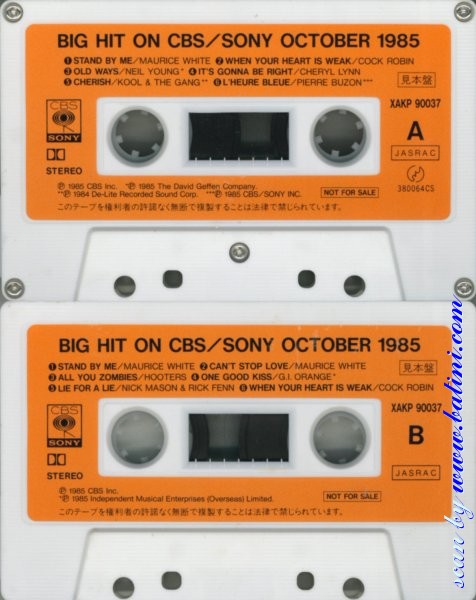 BIG HIT ON CBS/SONY OCTOBER 1985
❶STAND BY ME/MAURICE WHITE ❷WHEN YOUR HEART IS WEAK/COCK ROBIN
❸OLD WAYS/NEIL YOUNG* ❹IT'S GONNA BE RIGHT/CHERYL LYNN
❺CHERISH/KOOL & THE GANG** ❻L'HEURE BLEUE/PIERRE BUZON***
見本盤
CBS
SONY
XAKP 90037
A
JASRAC
380064CS
STEREO
Ⓟ 1985 CBS Inc. *Ⓟ 1985 The David Geffen Company.
**Ⓟ 1984 De-Lite Recorded Sound Corp. ***Ⓟ 1985 CBS/SONY INC.
NOT FOR SALE
このテープを権利者の許諾なく無断で複製することは法律で禁じられています。
BIG HIT ON CBS/SONY OCTOBER 1985
❶STAND BY ME/MAURICE WHITE ❷CAN'T STOP LOVE/MAURICE WHITE
❸ALL YOU ZOMBIES/HOOTERS ❹ONE GOOD KISS/G.I. ORANGE*
❺LIE FOR A LIE/NICK MASON & RICK FENN ❻WHEN YOUR HEART IS WEAK/COCK ROBIN
見本盤
CBS
SONY
XAKP 90037
B
JASRAC
STEREO
Ⓟ 1985 CBS Inc.
*Ⓟ 1985 Independent Musical Enterprises (Overseas) Limited.
NOT FOR SALE
このテープを権利者の許諾なく無断で複製することは法律で禁じられています。
scan by www.batini.com